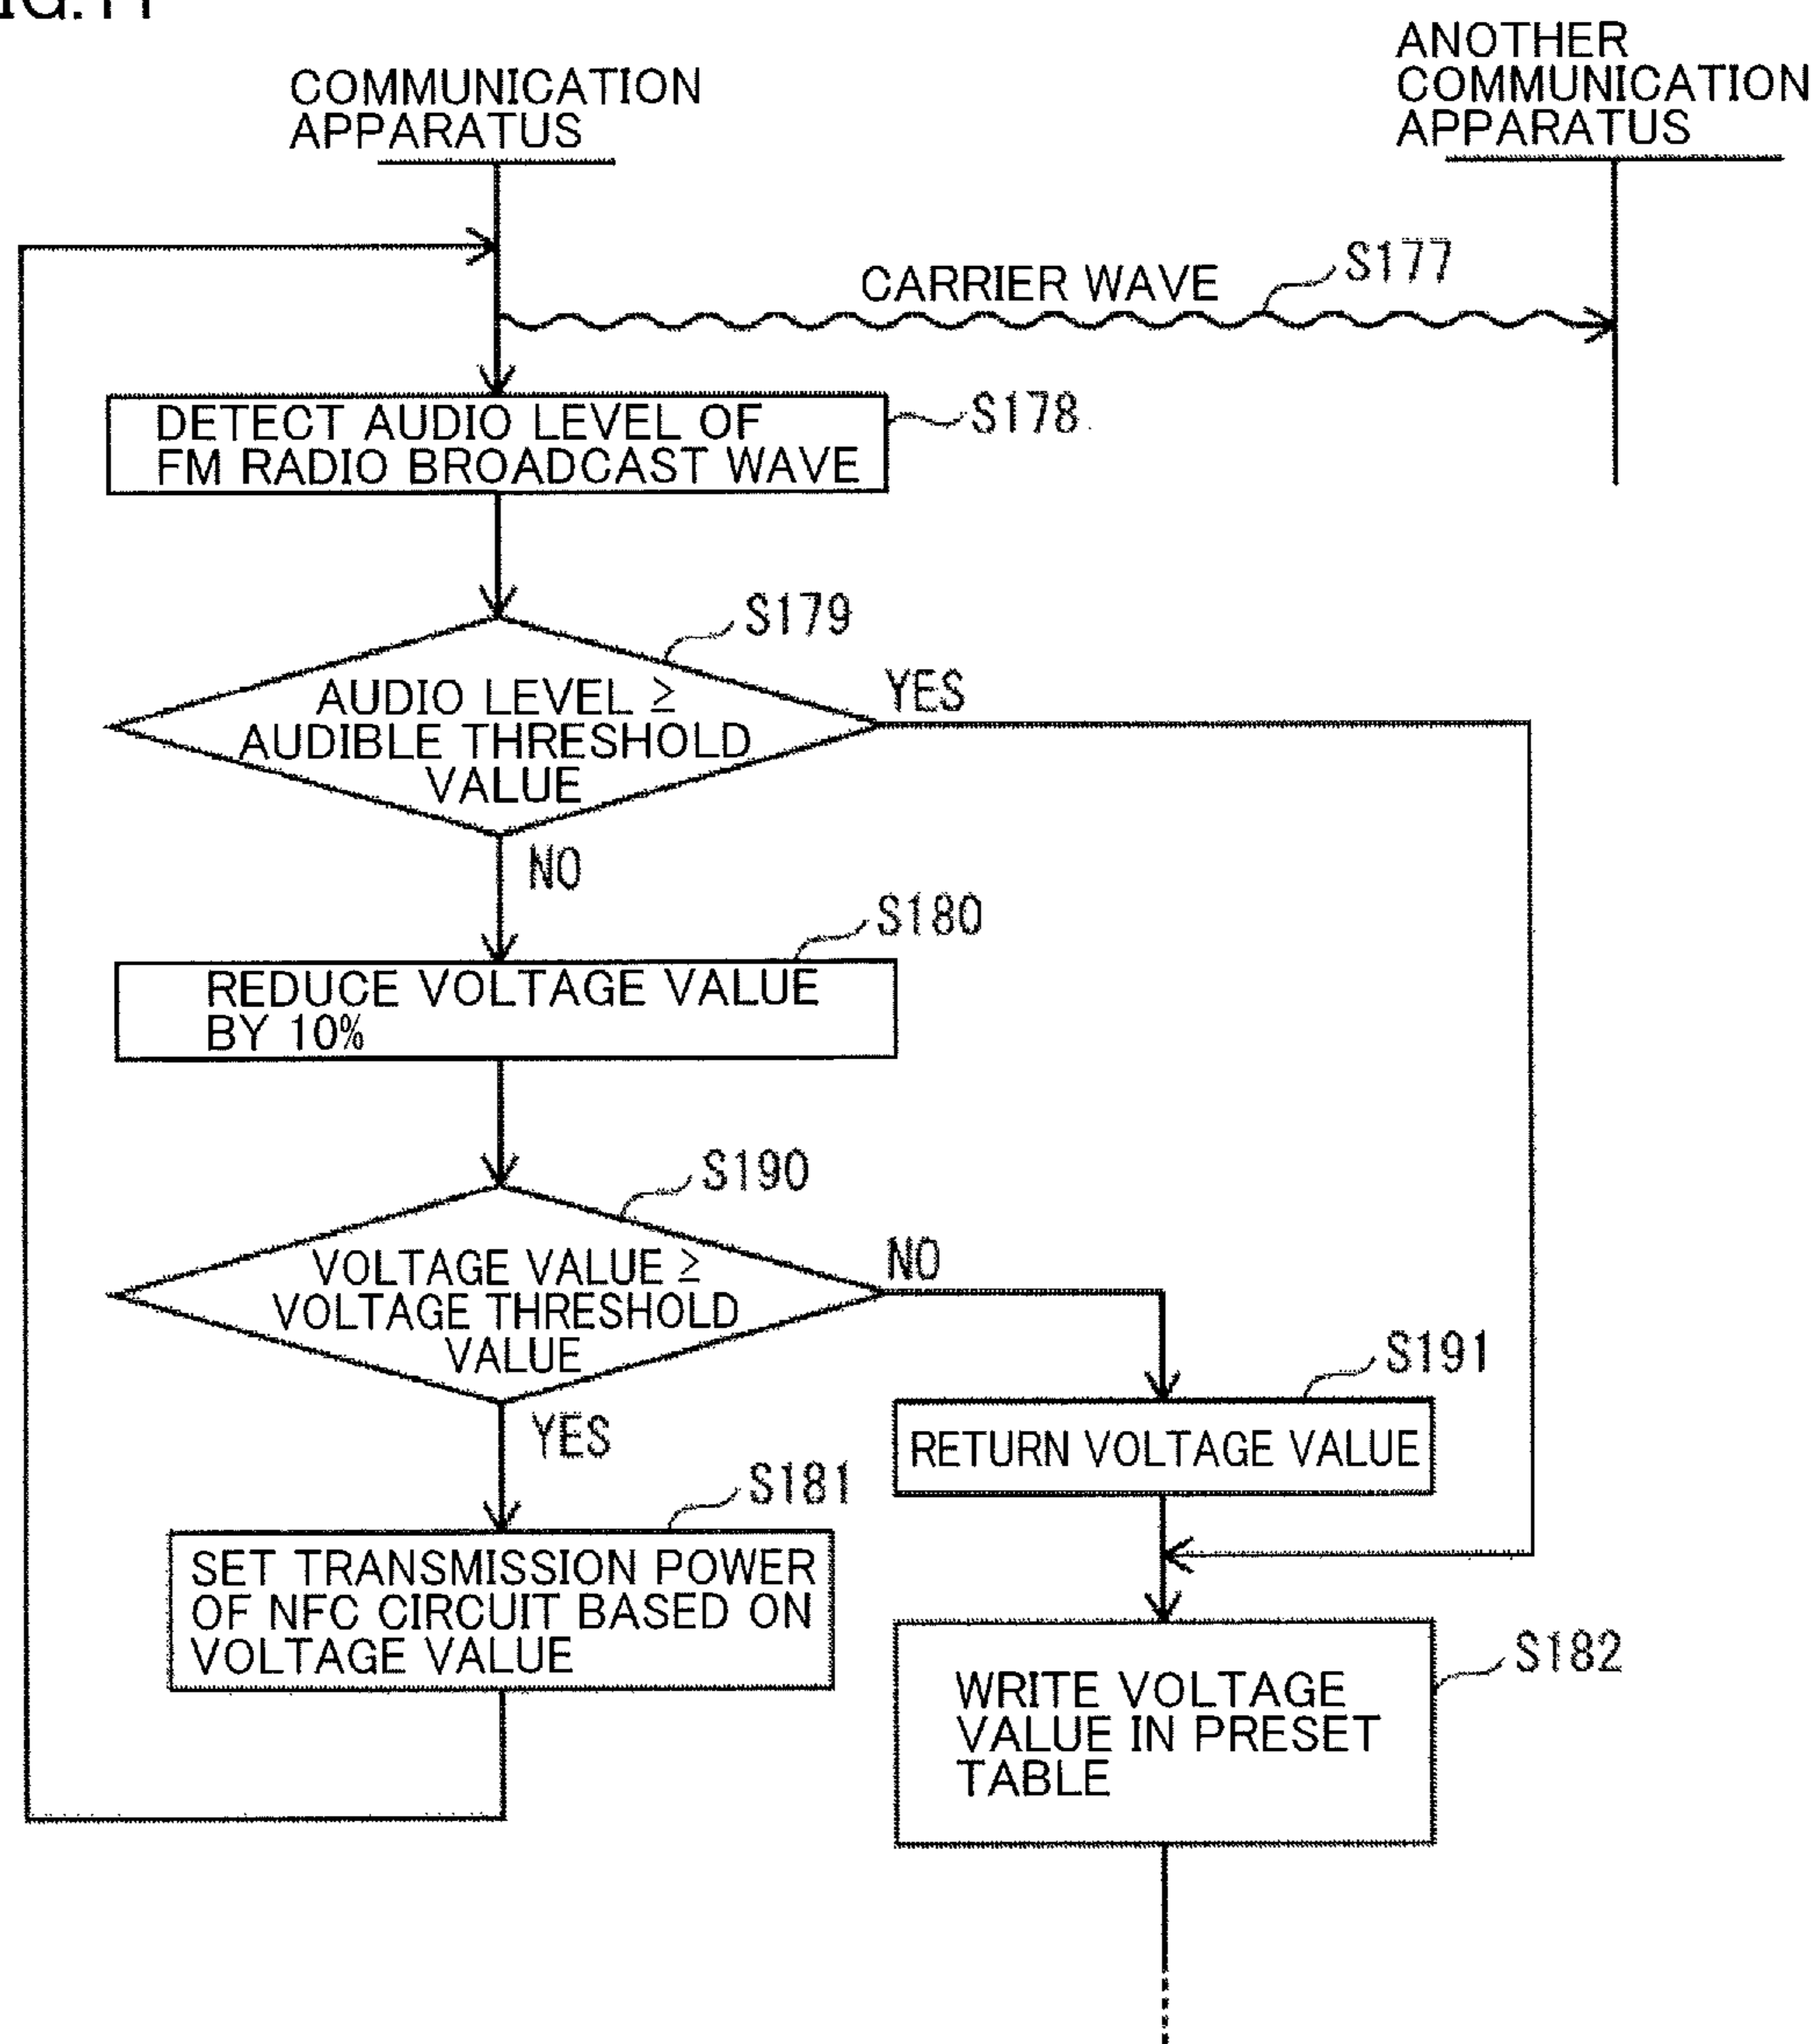 FIG.11
COMMUNICATION
APPARATUS
ANOTHER
COMMUNICATION
APPARATUS
CARRIER WAVE
S177
DETECT AUDIO LEVEL OF
FM RADIO BROADCAST WAVE
S178
S179
AUDIO LEVEL ≥
AUDIBLE THRESHOLD
VALUE
YES
NO
S180
REDUCE VOLTAGE VALUE
BY 10%
S190
VOLTAGE VALUE ≥
VOLTAGE THRESHOLD
VALUE
NO
YES
S191
RETURN VOLTAGE VALUE
S181
SET TRANSMISSION POWER
OF NFC CIRCUIT BASED ON
VOLTAGE VALUE
S182
WRITE VOLTAGE
VALUE IN PRESET
TABLE